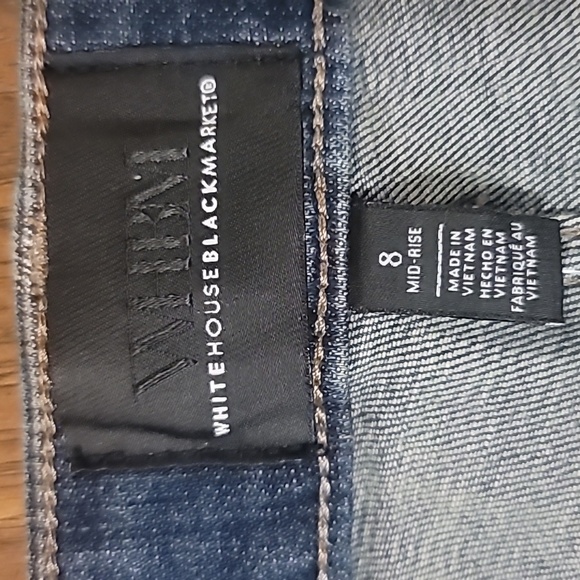 WHBM
WHITEHOUSEBLACKMARKET®
8
MID-RISE
MADE IN
VIETNAM
HECHO EN
VIETNAM
FABRIQUÉ AU
VIETNAM